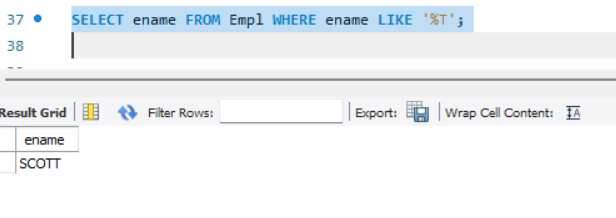 37 SELECT ename FROM Empl WHERE ename LIKE '%T';
38
Result Grid Filter Rows: Export: Wrap Cell Content: IA
ename
SCOTT